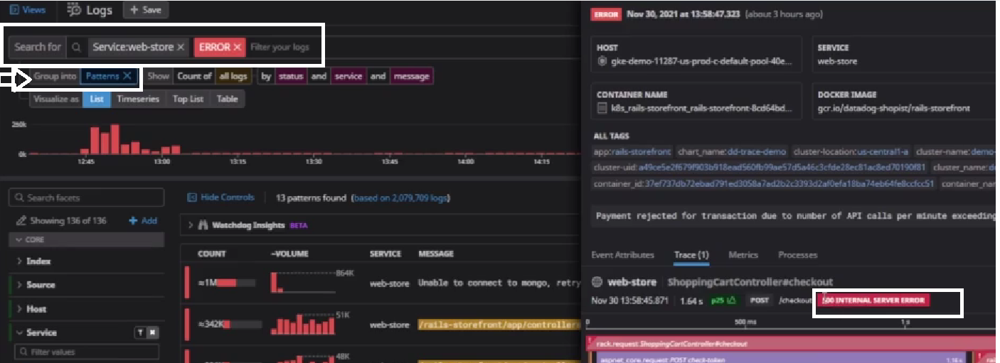 Views
Logs
+ Save
Search for
Service:web-store ×
ERROR ×
Filter your logs
Group into Patterns × Show Count of all logs by status and service and message
Visualize as List Timeseries Top List Table
250k
0k
12:45 13:00 13:15 13:30 13:45 14:00 14:15
Search facets
Hide Controls
13 patterns found (based on 2,079,709 logs)
Showing 136 of 136
+ Add
CORE
Index
Source
Host
Service
Filter values
Watchdog Insights BETA
COUNT ~VOLUME SERVICE MESSAGE
≈1M 864K web-store Unable to connect to mongo, retry
≈342K 51K web-store /rails-storefront/app/controller
48K
ERROR Nov 30, 2021 at 13:58:47.323 (about 3 hours ago)
HOST
gke-demo-11287-us-prod-c-default-pool-40e...
SERVICE
web-store
CONTAINER NAME
k8s_rails-storefront_rails-storefront-8cd64bd...
DOCKER IMAGE
gcr.io/datadog-shopist/rails-storefront
ALL TAGS
app:rails-storefront chart_name:dd-trace-demo cluster-location:us-central1-a cluster-name:demo-
cluster-uid:a49ce5e2f679f903b918ead560fb99ae57d5a46c3cfde28ec81ac8ed70190f81 cluster_name:d
container_id:37ef737db72ebad791ed3058a7ad2b2c3393d2af0efa18ba74eb64fe8ccfcc51 container_na
Payment rejected for transaction due to number of API calls per minute exceeding
Event Attributes Trace (1) Metrics Processes
web-store ShoppingCartController#checkout
Nov 30 13:58:45.871 1.64 s p25 POST /checkout 500 INTERNAL SERVER ERROR
0 500 ms 1 s
rack.request ShoppingCartController#checkout
aspnet_core.request POST check-token 1.16 s